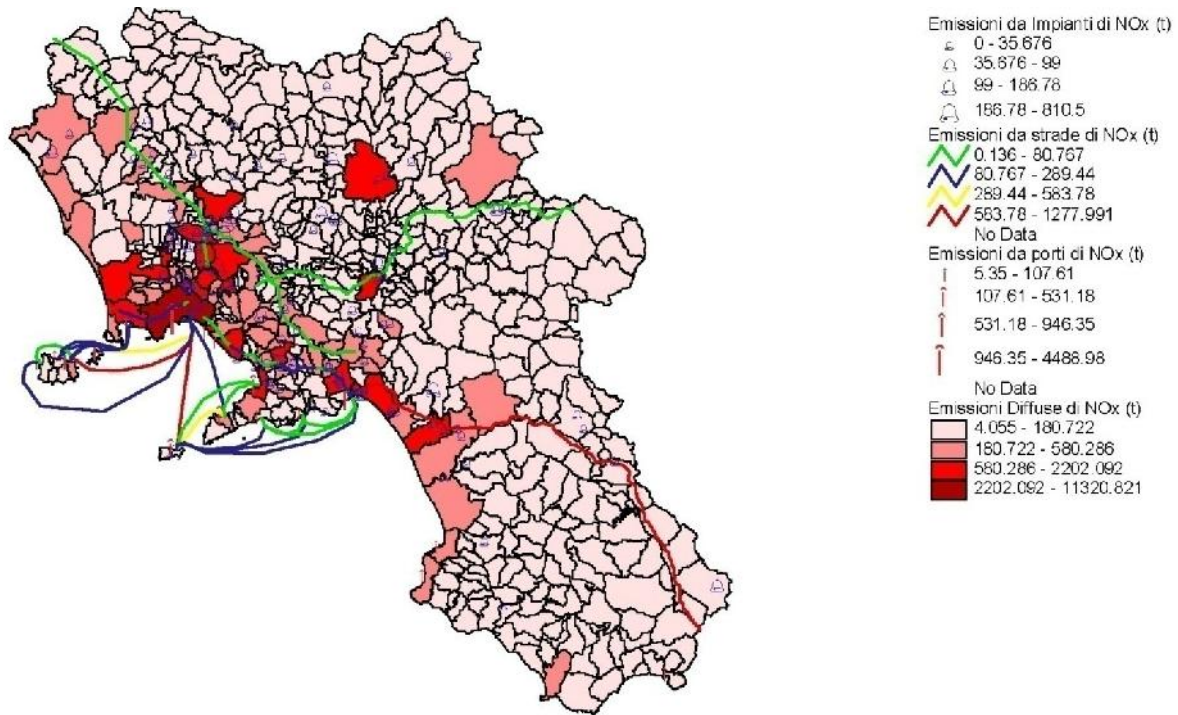 Emissioni da Impianti di NOx (t)
0 - 35.676
35.676 - 99
99 - 186.78
186.78 - 810.5
Emissioni da strade di NOx (t)
0.136 - 80.767
80.767 - 289.44
289.44 - 583.78
583.78 - 1277.991
No Data
Emissioni da porti di NOx (t)
5.35 - 107.61
107.61 - 531.18
531.18 - 946.35
946.35 - 4488.98
No Data
Emissioni Diffuse di NOx (t)
4.055 - 180.722
180.722 - 580.286
580.286 - 2202.092
2202.092 - 11320.821